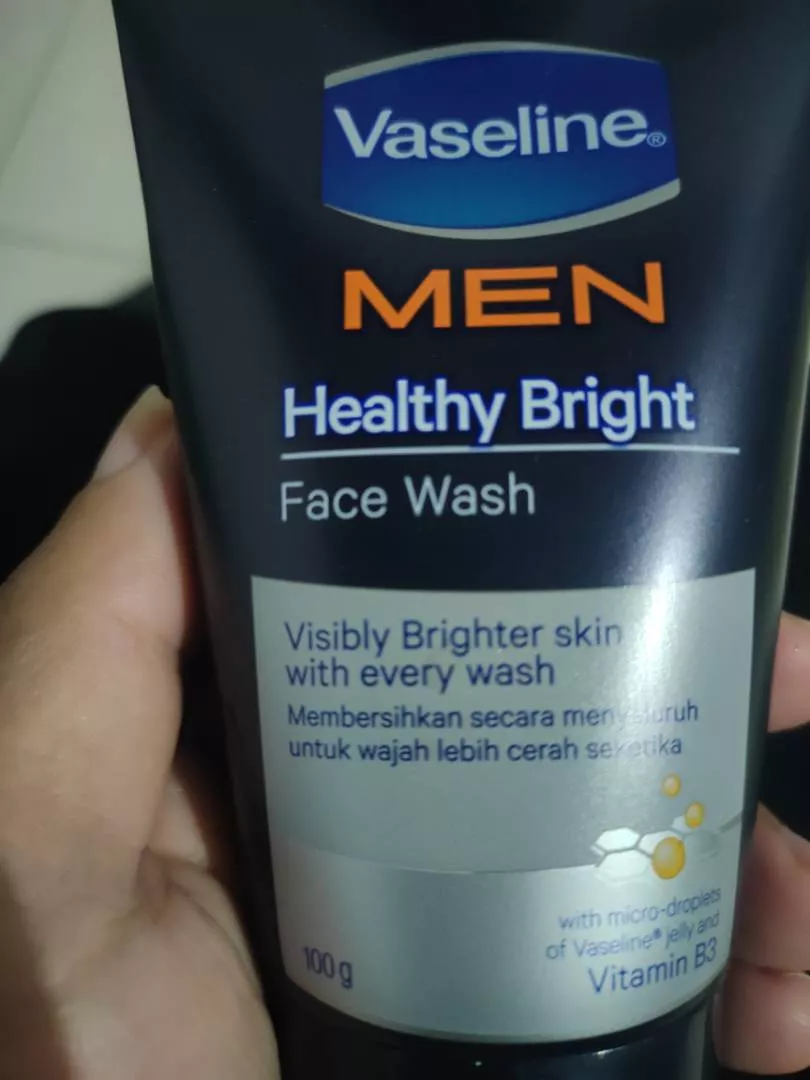 Vaseline®
MEN
Healthy Bright
Face Wash
Visibly Brighter skin
with every wash
Membersihkan secara menyeluruh
untuk wajah lebih cerah seketika
with micro-droplets
of Vaseline® jelly and
Vitamin B3
100 g